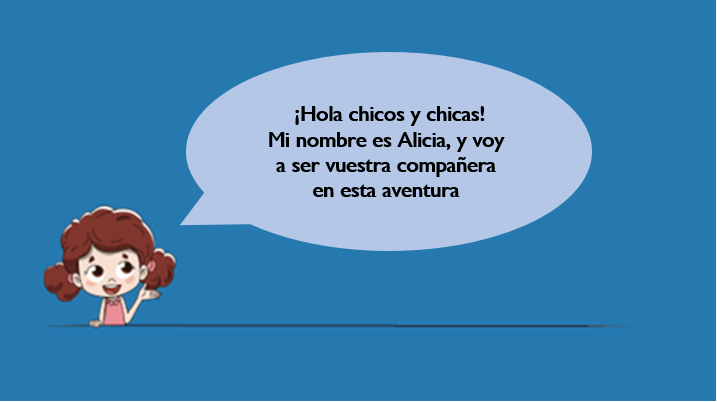 ¡Hola chicos y chicas!
Mi nombre es Alicia, y voy
a ser vuestra compañera
en esta aventura